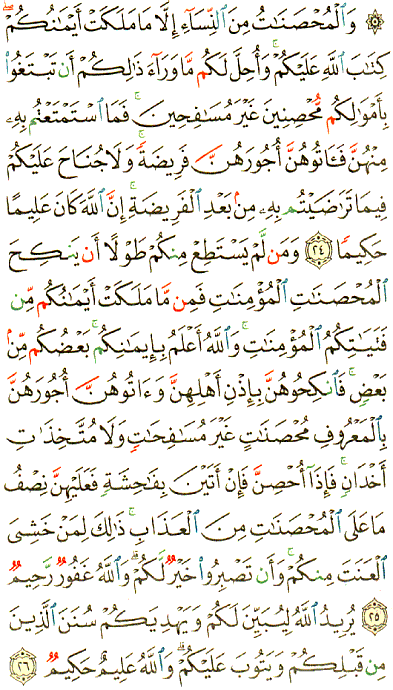 ۞ وَٱلْمُحْصَنَٰتُ مِنَ ٱلنِّسَآءِ إِلَّا مَا مَلَكَتْ أَيْمَٰنُكُمْ ۖ
كِتَٰبَ ٱللَّهِ عَلَيْكُمْ ۚ وَأُحِلَّ لَكُم مَّا وَرَآءَ ذَٰلِكُمْ أَن تَبْتَغُوا۟
بِأَمْوَٰلِكُم مُّحْصِنِينَ غَيْرَ مُسَٰفِحِينَ ۚ فَمَا ٱسْتَمْتَعْتُم بِهِۦ
مِنْهُنَّ فَـَٔاتُوهُنَّ أُجُورَهُنَّ فَرِيضَةً ۚ وَلَا جُنَاحَ عَلَيْكُمْ
فِيمَا تَرَٰضَيْتُم بِهِۦ مِنۢ بَعْدِ ٱلْفَرِيضَةِ ۚ إِنَّ ٱللَّهَ كَانَ عَلِيمًا
حَكِيمًا ٢٤ وَمَن لَّمْ يَسْتَطِعْ مِنكُمْ طَوْلًا أَن يَنكِحَ
ٱلْمُحْصَنَٰتِ ٱلْمُؤْمِنَٰتِ فَمِن مَّا مَلَكَتْ أَيْمَٰنُكُم مِّن
فَتَيَٰتِكُمُ ٱلْمُؤْمِنَٰتِ ۚ وَٱللَّهُ أَعْلَمُ بِإِيمَٰنِكُم ۚ بَعْضُكُم مِّنۢ
بَعْضٍ ۚ فَٱنكِحُوهُنَّ بِإِذْنِ أَهْلِهِنَّ وَءَاتُوهُنَّ أُجُورَهُنَّ
بِٱلْمَعْرُوفِ مُحْصَنَٰتٍ غَيْرَ مُسَٰفِحَٰتٍ وَلَا مُتَّخِذَٰتِ
أَخْدَانٍ ۚ فَإِذَآ أُحْصِنَّ فَإِنْ أَتَيْنَ بِفَٰحِشَةٍ فَعَلَيْهِنَّ نِصْفُ
مَا عَلَى ٱلْمُحْصَنَٰتِ مِنَ ٱلْعَذَابِ ۚ ذَٰلِكَ لِمَنْ خَشِىَ
ٱلْعَنَتَ مِنكُمْ ۚ وَأَن تَصْبِرُوا۟ خَيْرٌ لَّكُمْ ۗ وَٱللَّهُ غَفُورٌ رَّحِيمٌ
٢٥ يُرِيدُ ٱللَّهُ لِيُبَيِّنَ لَكُمْ وَيَهْدِيَكُمْ سُنَنَ ٱلَّذِينَ
مِن قَبْلِكُمْ وَيَتُوبَ عَلَيْكُمْ ۗ وَٱللَّهُ عَلِيمٌ حَكِيمٌ ٢٦